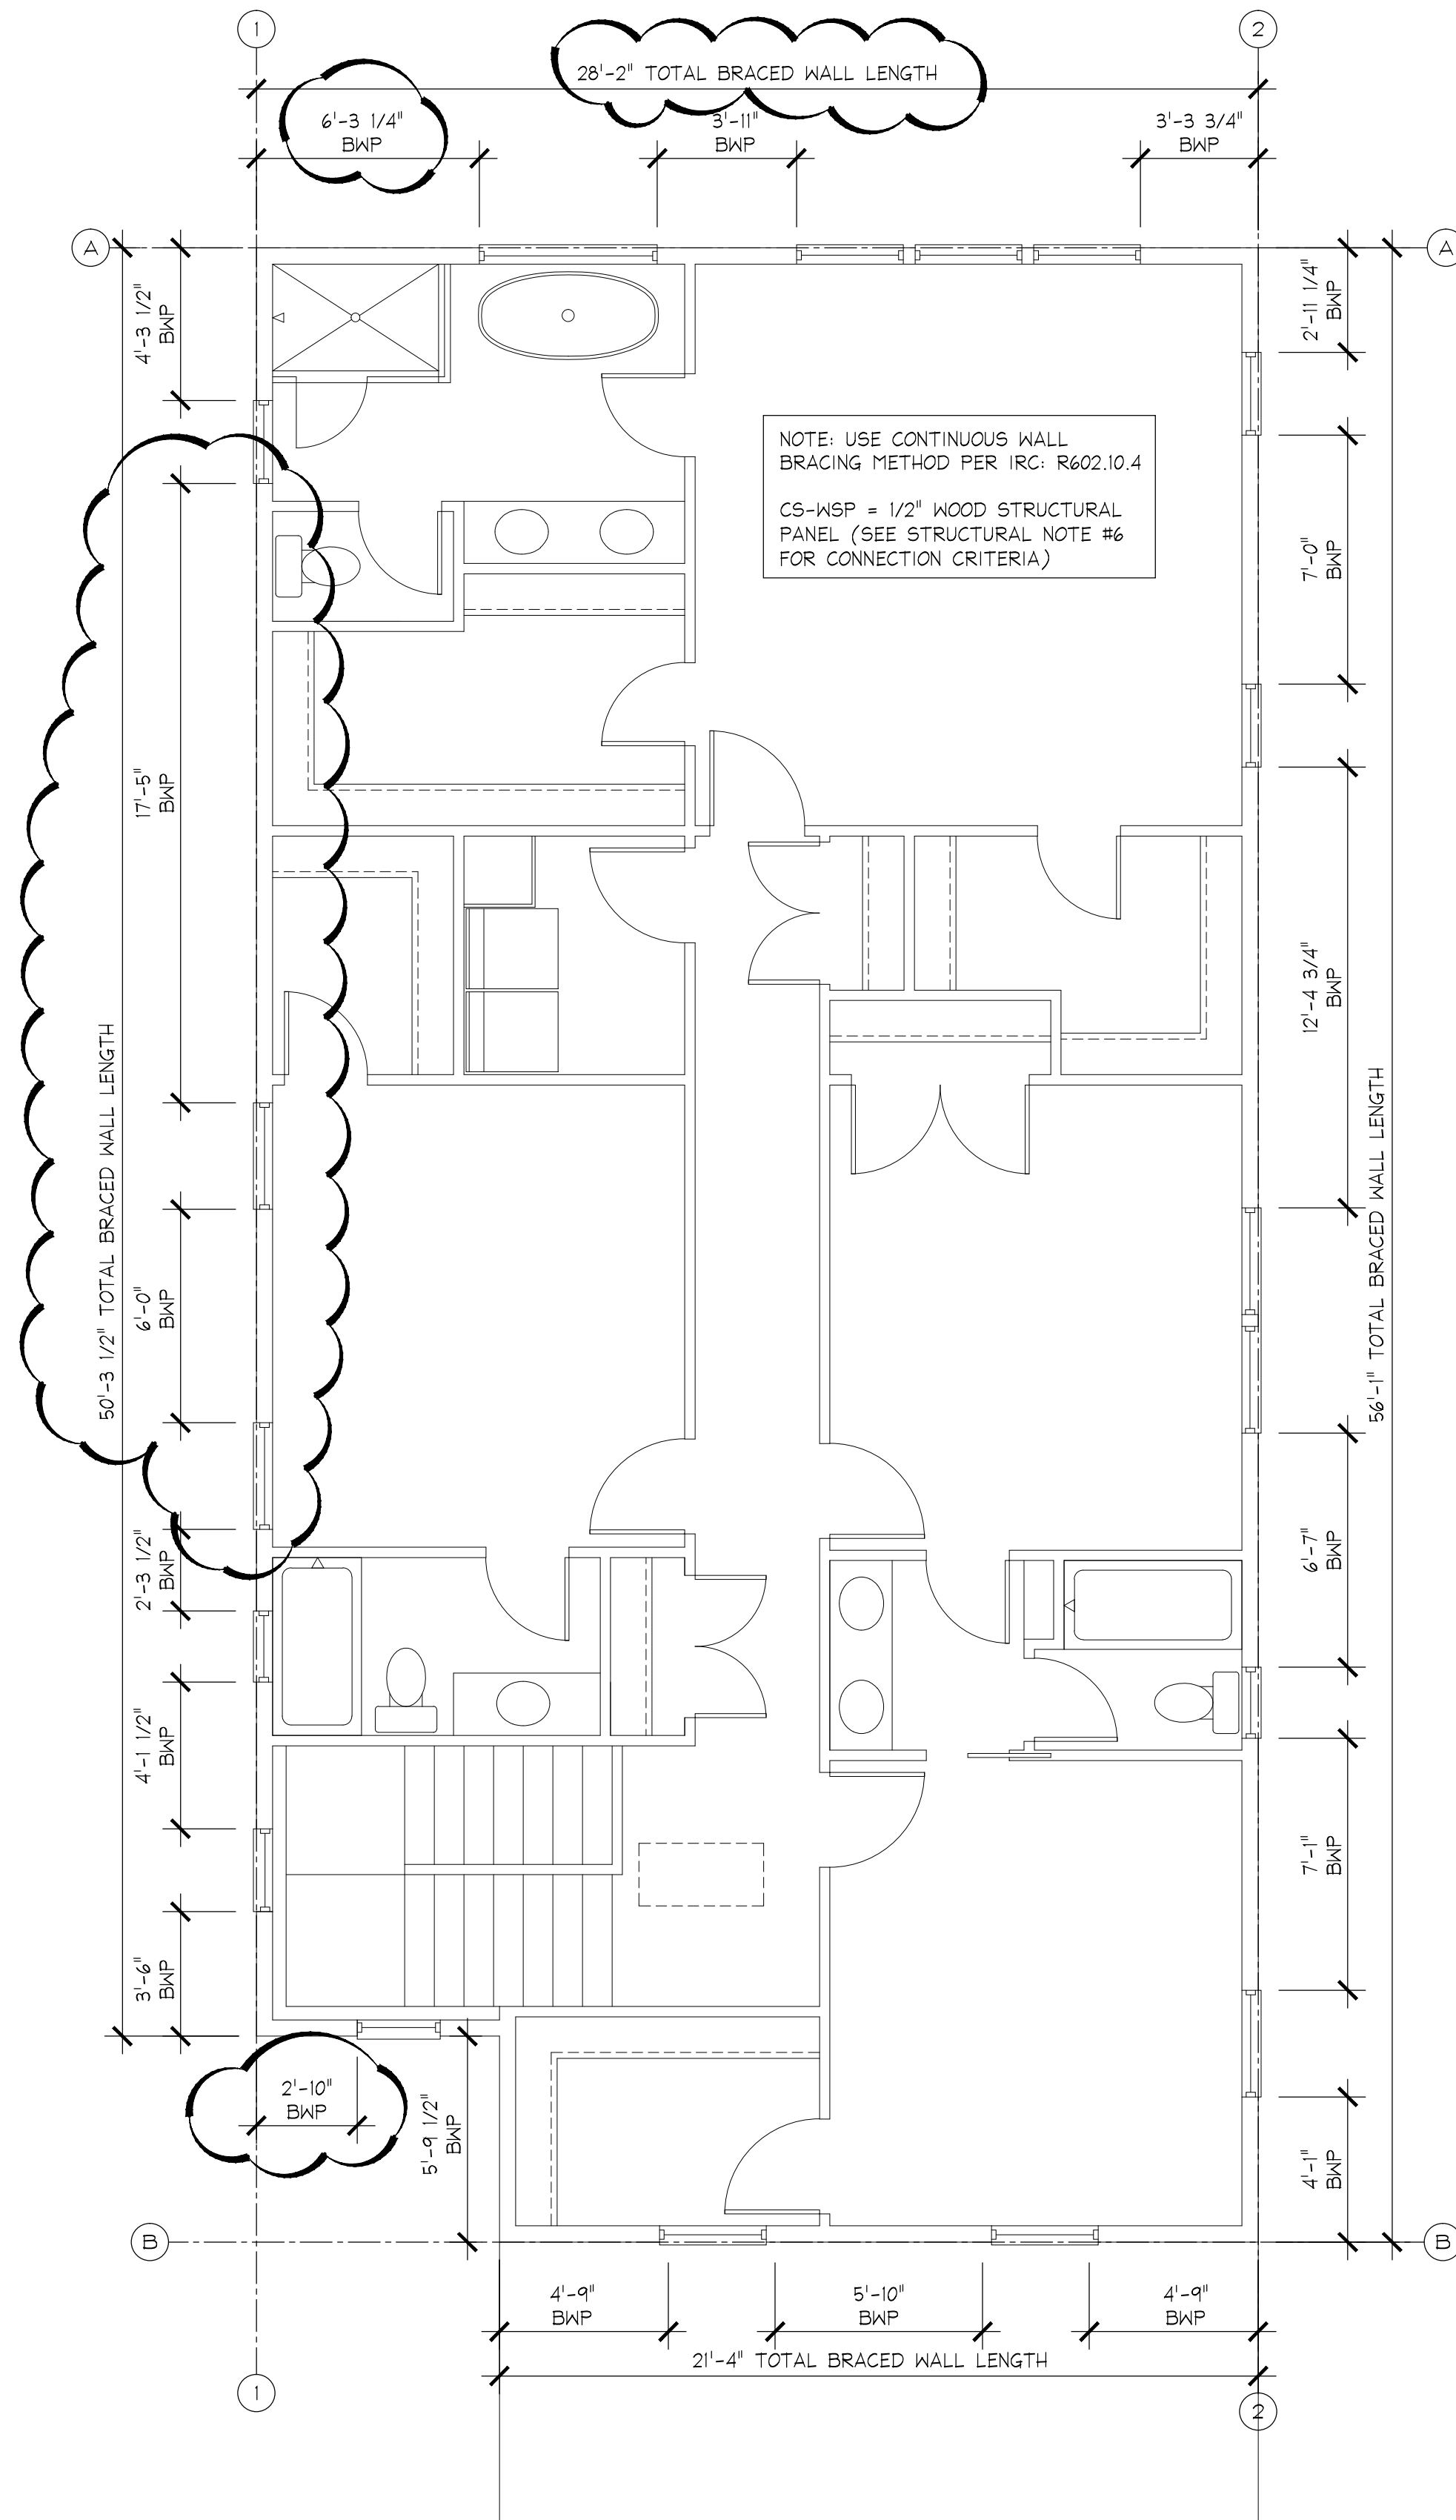 1
2
28'-2" TOTAL BRACED WALL LENGTH
6'-3 1/4"
BWP
3'-11"
BWP
3'-3 3/4"
BWP
A
A
4'-3 1/2"
BWP
2'-11 1/4"
BWP
NOTE: USE CONTINUOUS WALL
BRACING METHOD PER IRC: R602.10.4
CS-WSP = 1/2" WOOD STRUCTURAL
PANEL (SEE STRUCTURAL NOTE #6
FOR CONNECTION CRITERIA)
7'-0"
BWP
17'-5"
BWP
12'-4 3/4"
BWP
50'-3 1/2" TOTAL BRACED WALL LENGTH
56'-1" TOTAL BRACED WALL LENGTH
6'-0"
BWP
6'-7"
BWP
2'-3 1/2"
BWP
4'-1 1/2"
BWP
7'-1"
BWP
3'-6"
BWP
2'-10"
BWP
5'-9 1/2"
BWP
4'-1"
BWP
B
B
4'-9"
BWP
5'-10"
BWP
4'-9"
BWP
21'-4" TOTAL BRACED WALL LENGTH
1
2